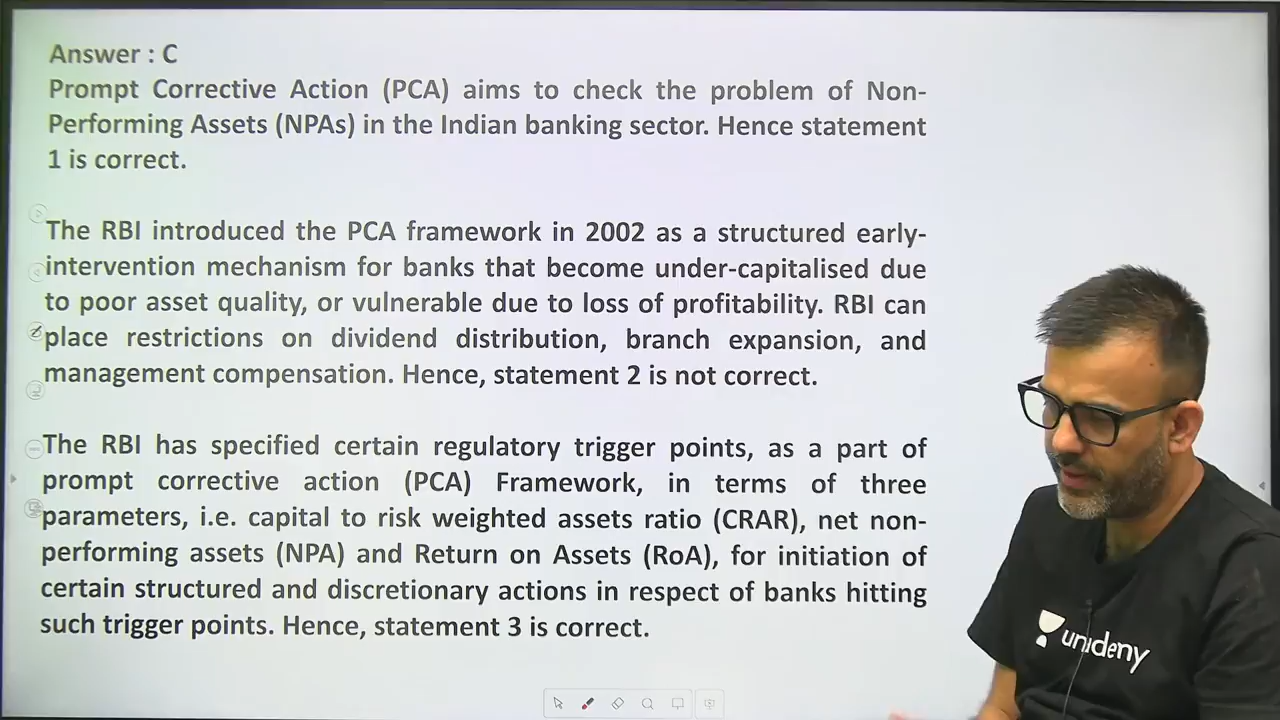 Answer : C
Prompt Corrective Action (PCA) aims to check the problem of Non-
Performing Assets (NPAs) in the Indian banking sector. Hence statement
1 is correct.
The RBI introduced the PCA framework in 2002 as a structured early-
intervention mechanism for banks that become under-capitalised due
to poor asset quality, or vulnerable due to loss of profitability. RBI can
place restrictions on dividend distribution, branch expansion, and
management compensation. Hence, statement 2 is not correct.
The RBI has specified certain regulatory trigger points, as a part of
prompt corrective action (PCA) Framework, in terms of three
parameters, i.e. capital to risk weighted assets ratio (CRAR), net non-
performing assets (NPA) and Return on Assets (RoA), for initiation of
certain structured and discretionary actions in respect of banks hitting
such trigger points. Hence, statement 3 is correct.